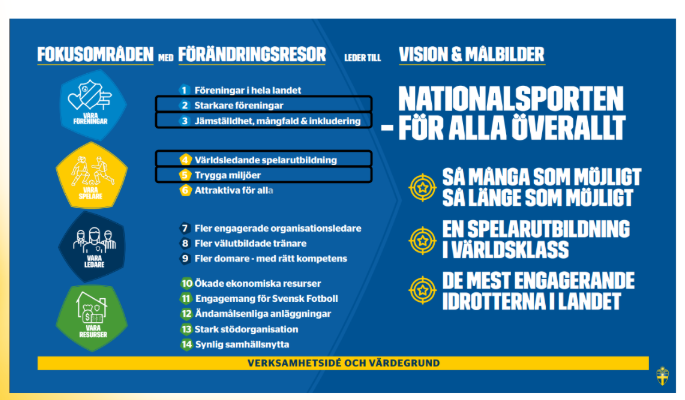 FOKUSOMRÅDEN MED FÖRÄNDRINGSRESOR LEDER TILL VISION & MÅLBILDER
VÅRA
FÖRENINGAR
1 Föreningar i hela landet
2 Starkare föreningar
3 Jämställdhet, mångfald & inkludering
VÅRA
SPELARE
4 Världsledande spelarutbildning
5 Trygga miljöer
6 Attraktiva för alla
VÅRA
LEDARE
7 Fler engagerade organisationsledare
8 Fler välutbildade tränare
9 Fler domare - med rätt kompetens
VÅRA
RESURSER
10 Ökade ekonomiska resurser
11 Engagemang för Svensk Fotboll
12 Ändamålsenliga anläggningar
13 Stark stödorganisation
14 Synlig samhällsnytta
NATIONALSPORTEN
- FÖR ALLA ÖVERALLT
SÅ MÅNGA SOM MÖJLIGT
SÅ LÄNGE SOM MÖJLIGT
EN SPELARUTBILDNING
I VÄRLDSKLASS
DE MEST ENGAGERANDE
IDROTTERNA I LANDET
VERKSAMHETSIDÉ OCH VÄRDEGRUND